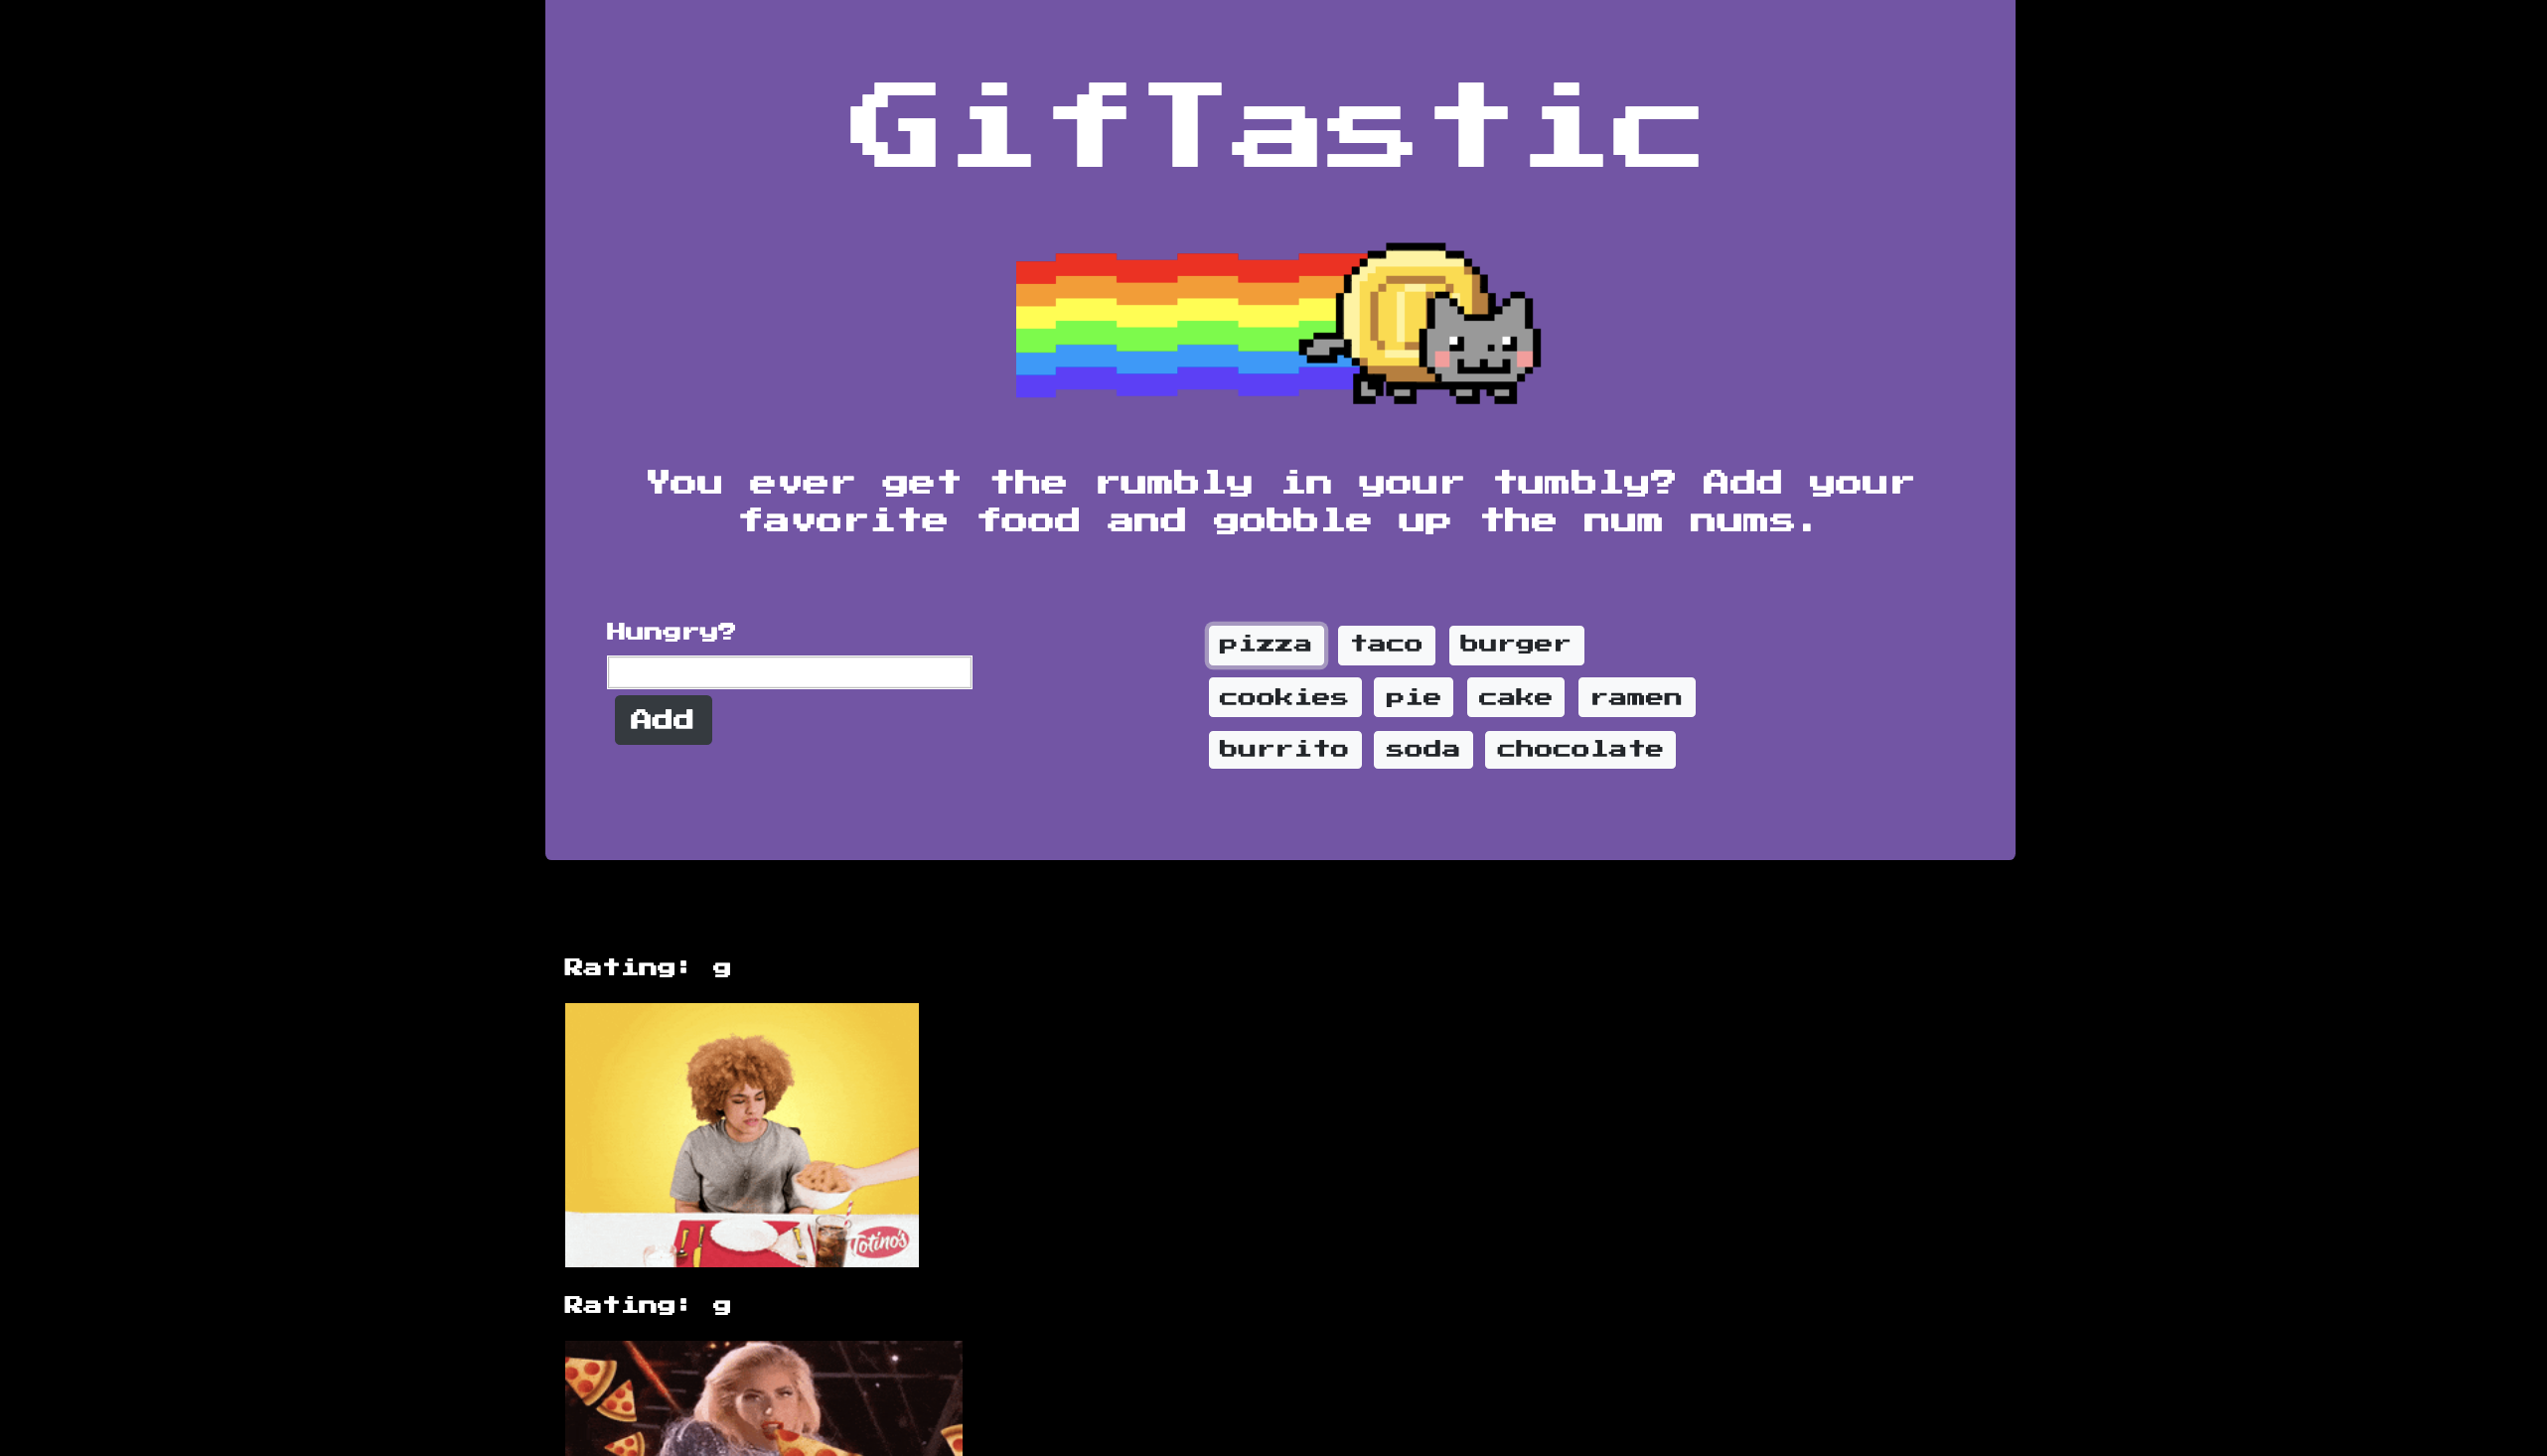 GifTastic
You ever get the rumbly in your tumbly? Add your
favorite food and gobble up the num nums.
Hungry?
Add
pizza taco burger
cookies pie cake ramen
burrito soda chocolate
Rating: g
Totino's
Rating: g